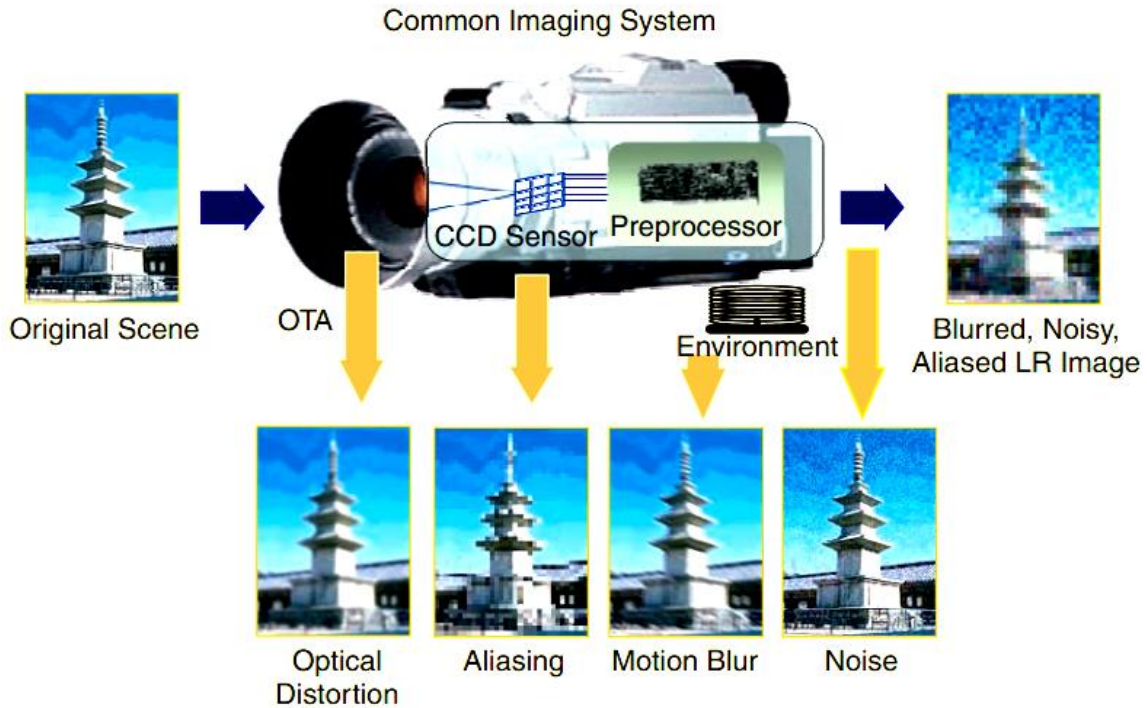 Common Imaging System
CCD Sensor
Preprocessor
Original Scene
OTA
Environment
Blurred, Noisy,
Aliased LR Image
Optical
Distortion
Aliasing
Motion Blur
Noise